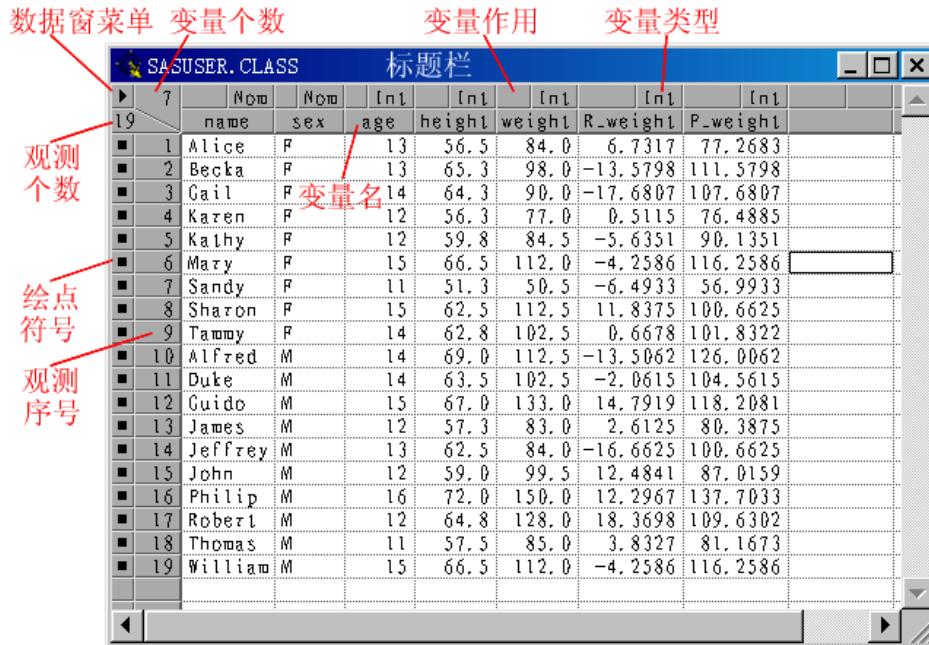 数据窗菜单 变量个数 变量作用 变量类型
SASUSER.CLASS 标题栏
7 Nom Nom Int Int Int Int Int
19 name sex age height weight R_weight P_weight
观测
个数
变量名
绘点
符号
观测
序号
1 Alice F 13 56.5 84.0 6.7317 77.2683
2 Becka F 13 65.3 98.0 -13.5798 111.5798
3 Gail F 14 64.3 90.0 -17.6807 107.6807
4 Karen F 12 56.3 77.0 0.5115 76.4885
5 Kathy F 12 59.8 84.5 -5.6351 90.1351
6 Mary F 15 66.5 112.0 -4.2586 116.2586
7 Sandy F 11 51.3 50.5 -6.4933 56.9933
8 Sharon F 15 62.5 112.5 11.8375 100.6625
9 Tammy F 14 62.8 102.5 0.6678 101.8322
10 Alfred M 14 69.0 112.5 -13.5062 126.0062
11 Duke M 14 63.5 102.5 -2.0615 104.5615
12 Guido M 15 67.0 133.0 14.7919 118.2081
13 James M 12 57.3 83.0 2.6125 80.3875
14 Jeffrey M 13 62.5 84.0 -16.6625 100.6625
15 John M 12 59.0 99.5 12.4841 87.0159
16 Philip M 16 72.0 150.0 12.2967 137.7033
17 Robert M 12 64.8 128.0 18.3698 109.6302
18 Thomas M 11 57.5 85.0 3.8327 81.1673
19 William M 15 66.5 112.0 -4.2586 116.2586